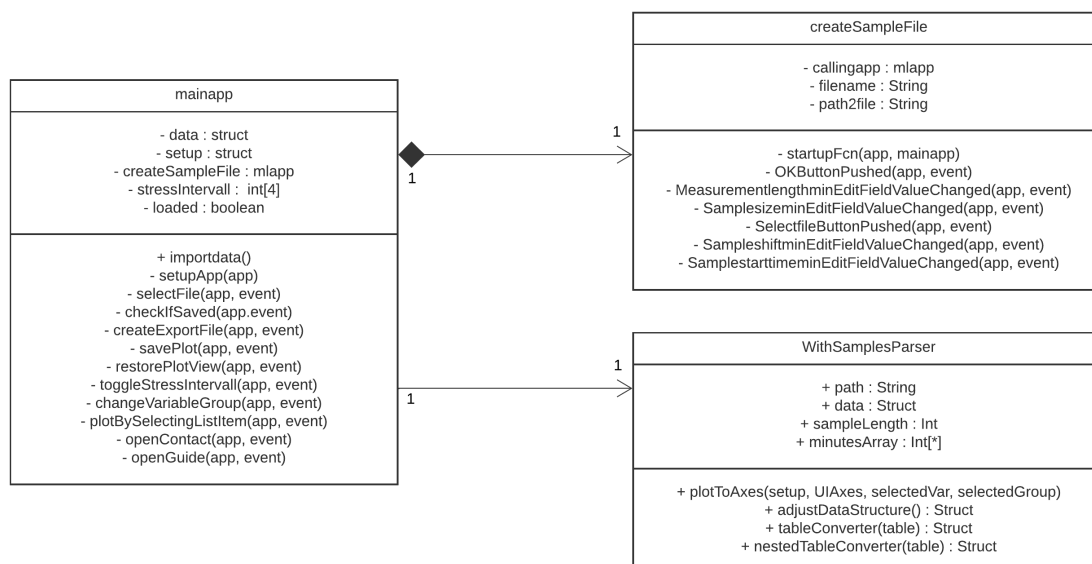 mainapp
- data : struct
- setup : struct
- createSampleFile : mlapp
- stressIntervall :  int[4]
- loaded : boolean
+ importdata()
- setupApp(app)
- selectFile(app, event)
- checkIfSaved(app.event)
- createExportFile(app, event)
- savePlot(app, event)
- restorePlotView(app, event)
- toggleStressIntervall(app, event)
- changeVariableGroup(app, event)
- plotBySelectingListItem(app, event)
- openContact(app, event)
- openGuide(app, event)
1
1
createSampleFile
- callingapp : mlapp
- filename : String
- path2file : String
- startupFcn(app, mainapp)
- OKButtonPushed(app, event)
- MeasurementlengthminEditFieldValueChanged(app, event)
- SamplesizeminEditFieldValueChanged(app, event)
- SelectfileButtonPushed(app, event)
- SampleshiftminEditFieldValueChanged(app, event)
- SamplestarttimeminEditFieldValueChanged(app, event)
1
1
WithSamplesParser
+ path : String
+ data : Struct
+ sampleLength : Int
+ minutesArray : Int[*]
+ plotToAxes(setup, UIAxes, selectedVar, selectedGroup)
+ adjustDataStructure() : Struct
+ tableConverter(table) : Struct
+ nestedTableConverter(table) : Struct